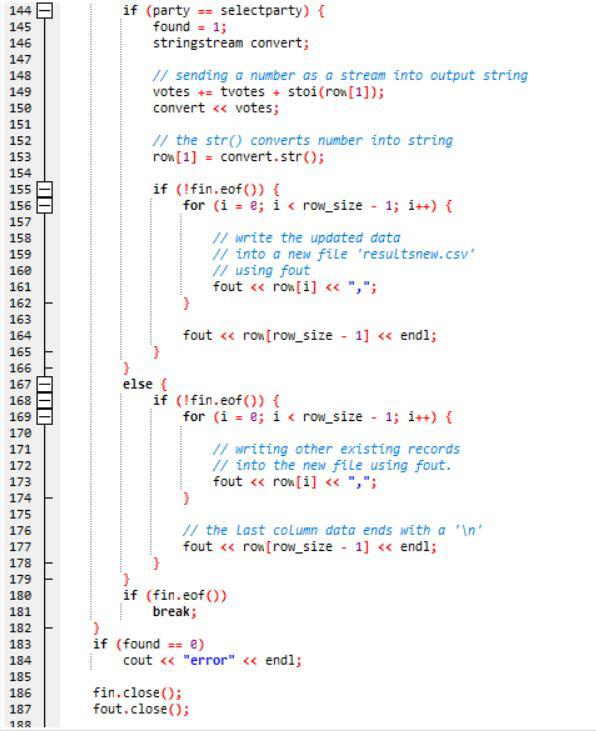 144 if (party == selectparty) {
145 found = 1;
146 stringstream convert;
147
148 // sending a number as a stream into output string
149 votes += tvotes + stoi(row[1]);
150 convert << votes;
151
152 // the str() converts number into string
153 row[1] = convert.str();
154
155 if (!fin.eof()) {
156 for (i = 0; i < row_size - 1; i++) {
157
158 // write the updated data
159 // into a new file 'resultsnew.csv'
160 // using fout
161 fout << row[i] << ",";
162 }
163
164 fout << row[row_size - 1] << endl;
165 }
166 }
167 else {
168 if (!fin.eof()) {
169 for (i = 0; i < row_size - 1; i++) {
170
171 // writing other existing records
172 // into the new file using fout.
173 fout << row[i] << ",";
174 }
175
176 // the last column data ends with a '\n'
177 fout << row[row_size - 1] << endl;
178 }
179 }
180 if (fin.eof())
181 break;
182 }
183 if (found == 0)
184 cout << "error" << endl;
185
186 fin.close();
187 fout.close();
188